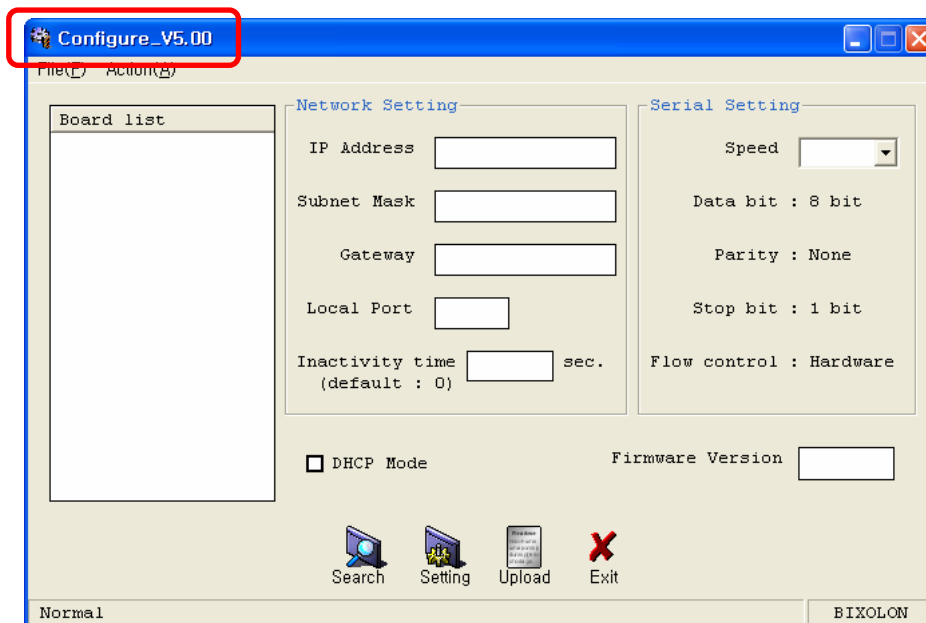 Configure_V5.00
File(F) Action(A)
Board list
Network Setting
IP Address
Subnet Mask
Gateway
Local Port
Inactivity time sec.
(default : 0)
Serial Setting
Speed
Data bit : 8 bit
Parity : None
Stop bit : 1 bit
Flow control : Hardware
DHCP Mode
Firmware Version
Search Setting Upload Exit
Normal BIXOLON